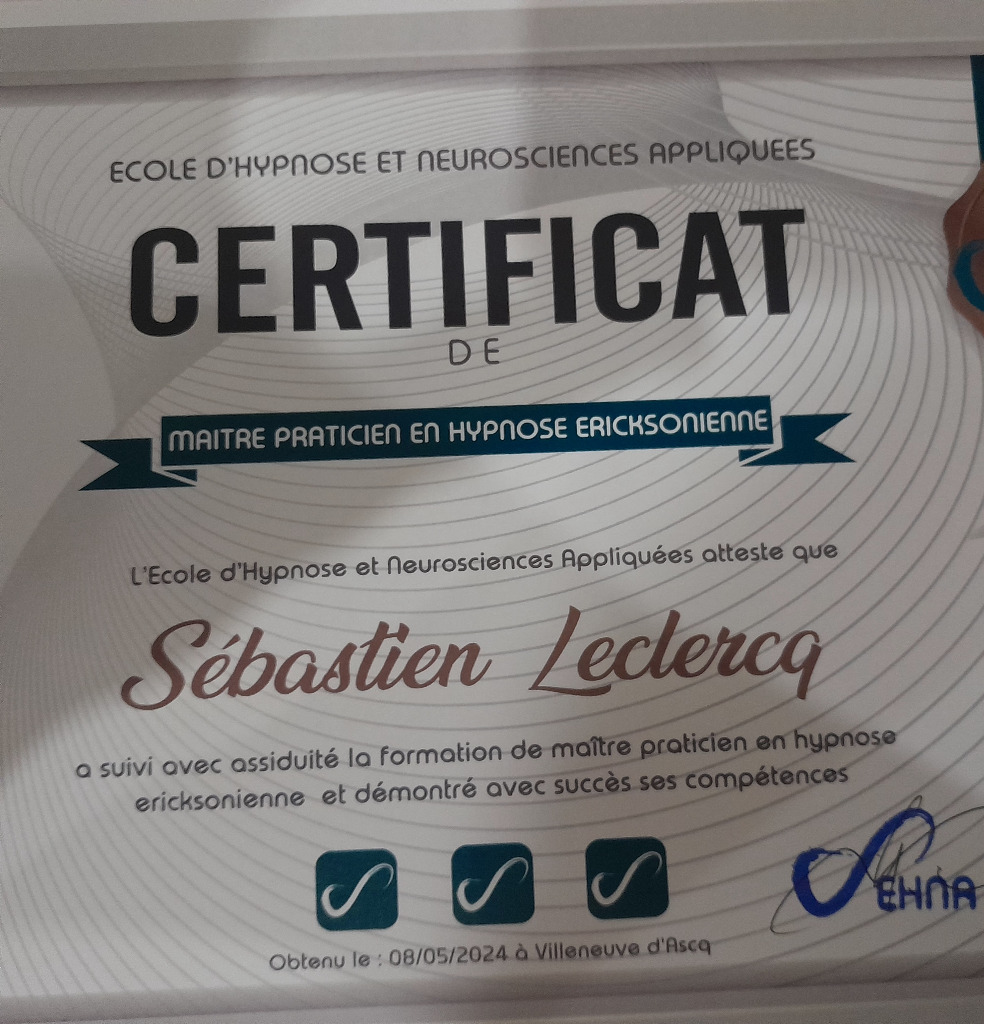 ECOLE D'HYPNOSE ET NEUROSCIENCES APPLIQUEES
CERTIFICAT
DE
MAITRE PRATICIEN EN HYPNOSE ERICKSONIENNE
L'Ecole d'Hypnose et Neurosciences Appliquées atteste que
Sébastien Leclercq
a suivi avec assiduité la formation de maître praticien en hypnose
ericksonienne et démontré avec succès ses compétences
EHNA
Obtenu le : 08/05/2024 à Villeneuve d'Ascq